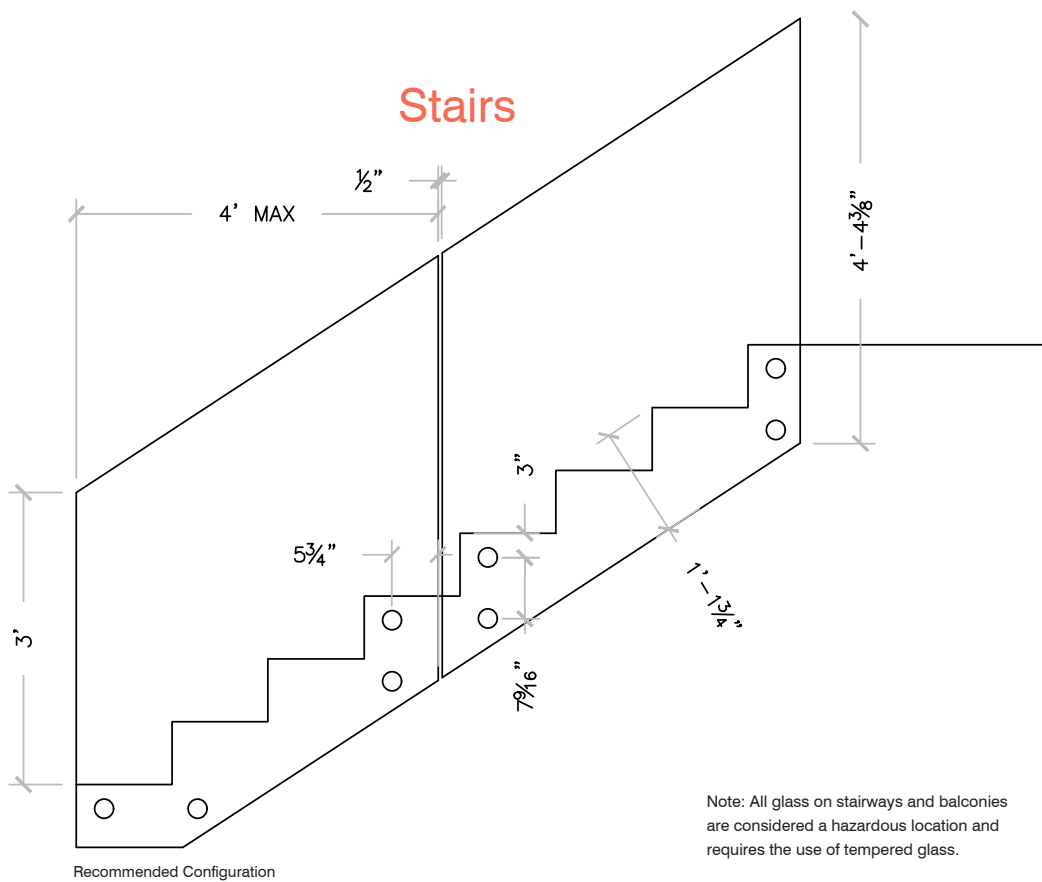 Stairs
½”
4’ MAX
4’–4⅜”
3”
5¾”
1’–1¾”
3’
79⁄16”
Note: All glass on stairways and balconies
are considered a hazardous location and
requires the use of tempered glass.
Recommended Configuration